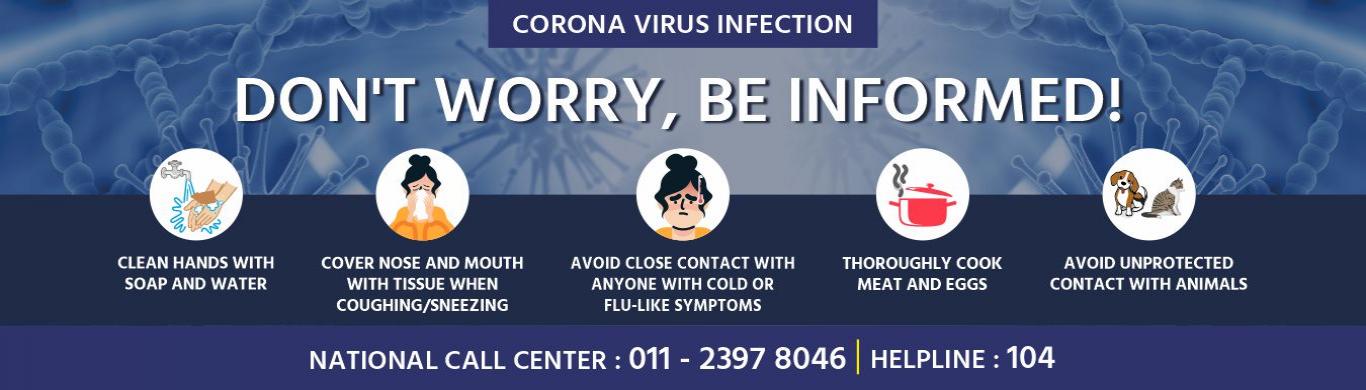 CORONA VIRUS INFECTION
DON'T WORRY, BE INFORMED!
CLEAN HANDS WITH
SOAP AND WATER
COVER NOSE AND MOUTH
WITH TISSUE WHEN
COUGHING/SNEEZING
AVOID CLOSE CONTACT WITH
ANYONE WITH COLD OR
FLU-LIKE SYMPTOMS
THOROUGHLY COOK
MEAT AND EGGS
AVOID UNPROTECTED
CONTACT WITH ANIMALS
NATIONAL CALL CENTER : 011 - 2397 8046 | HELPLINE : 104